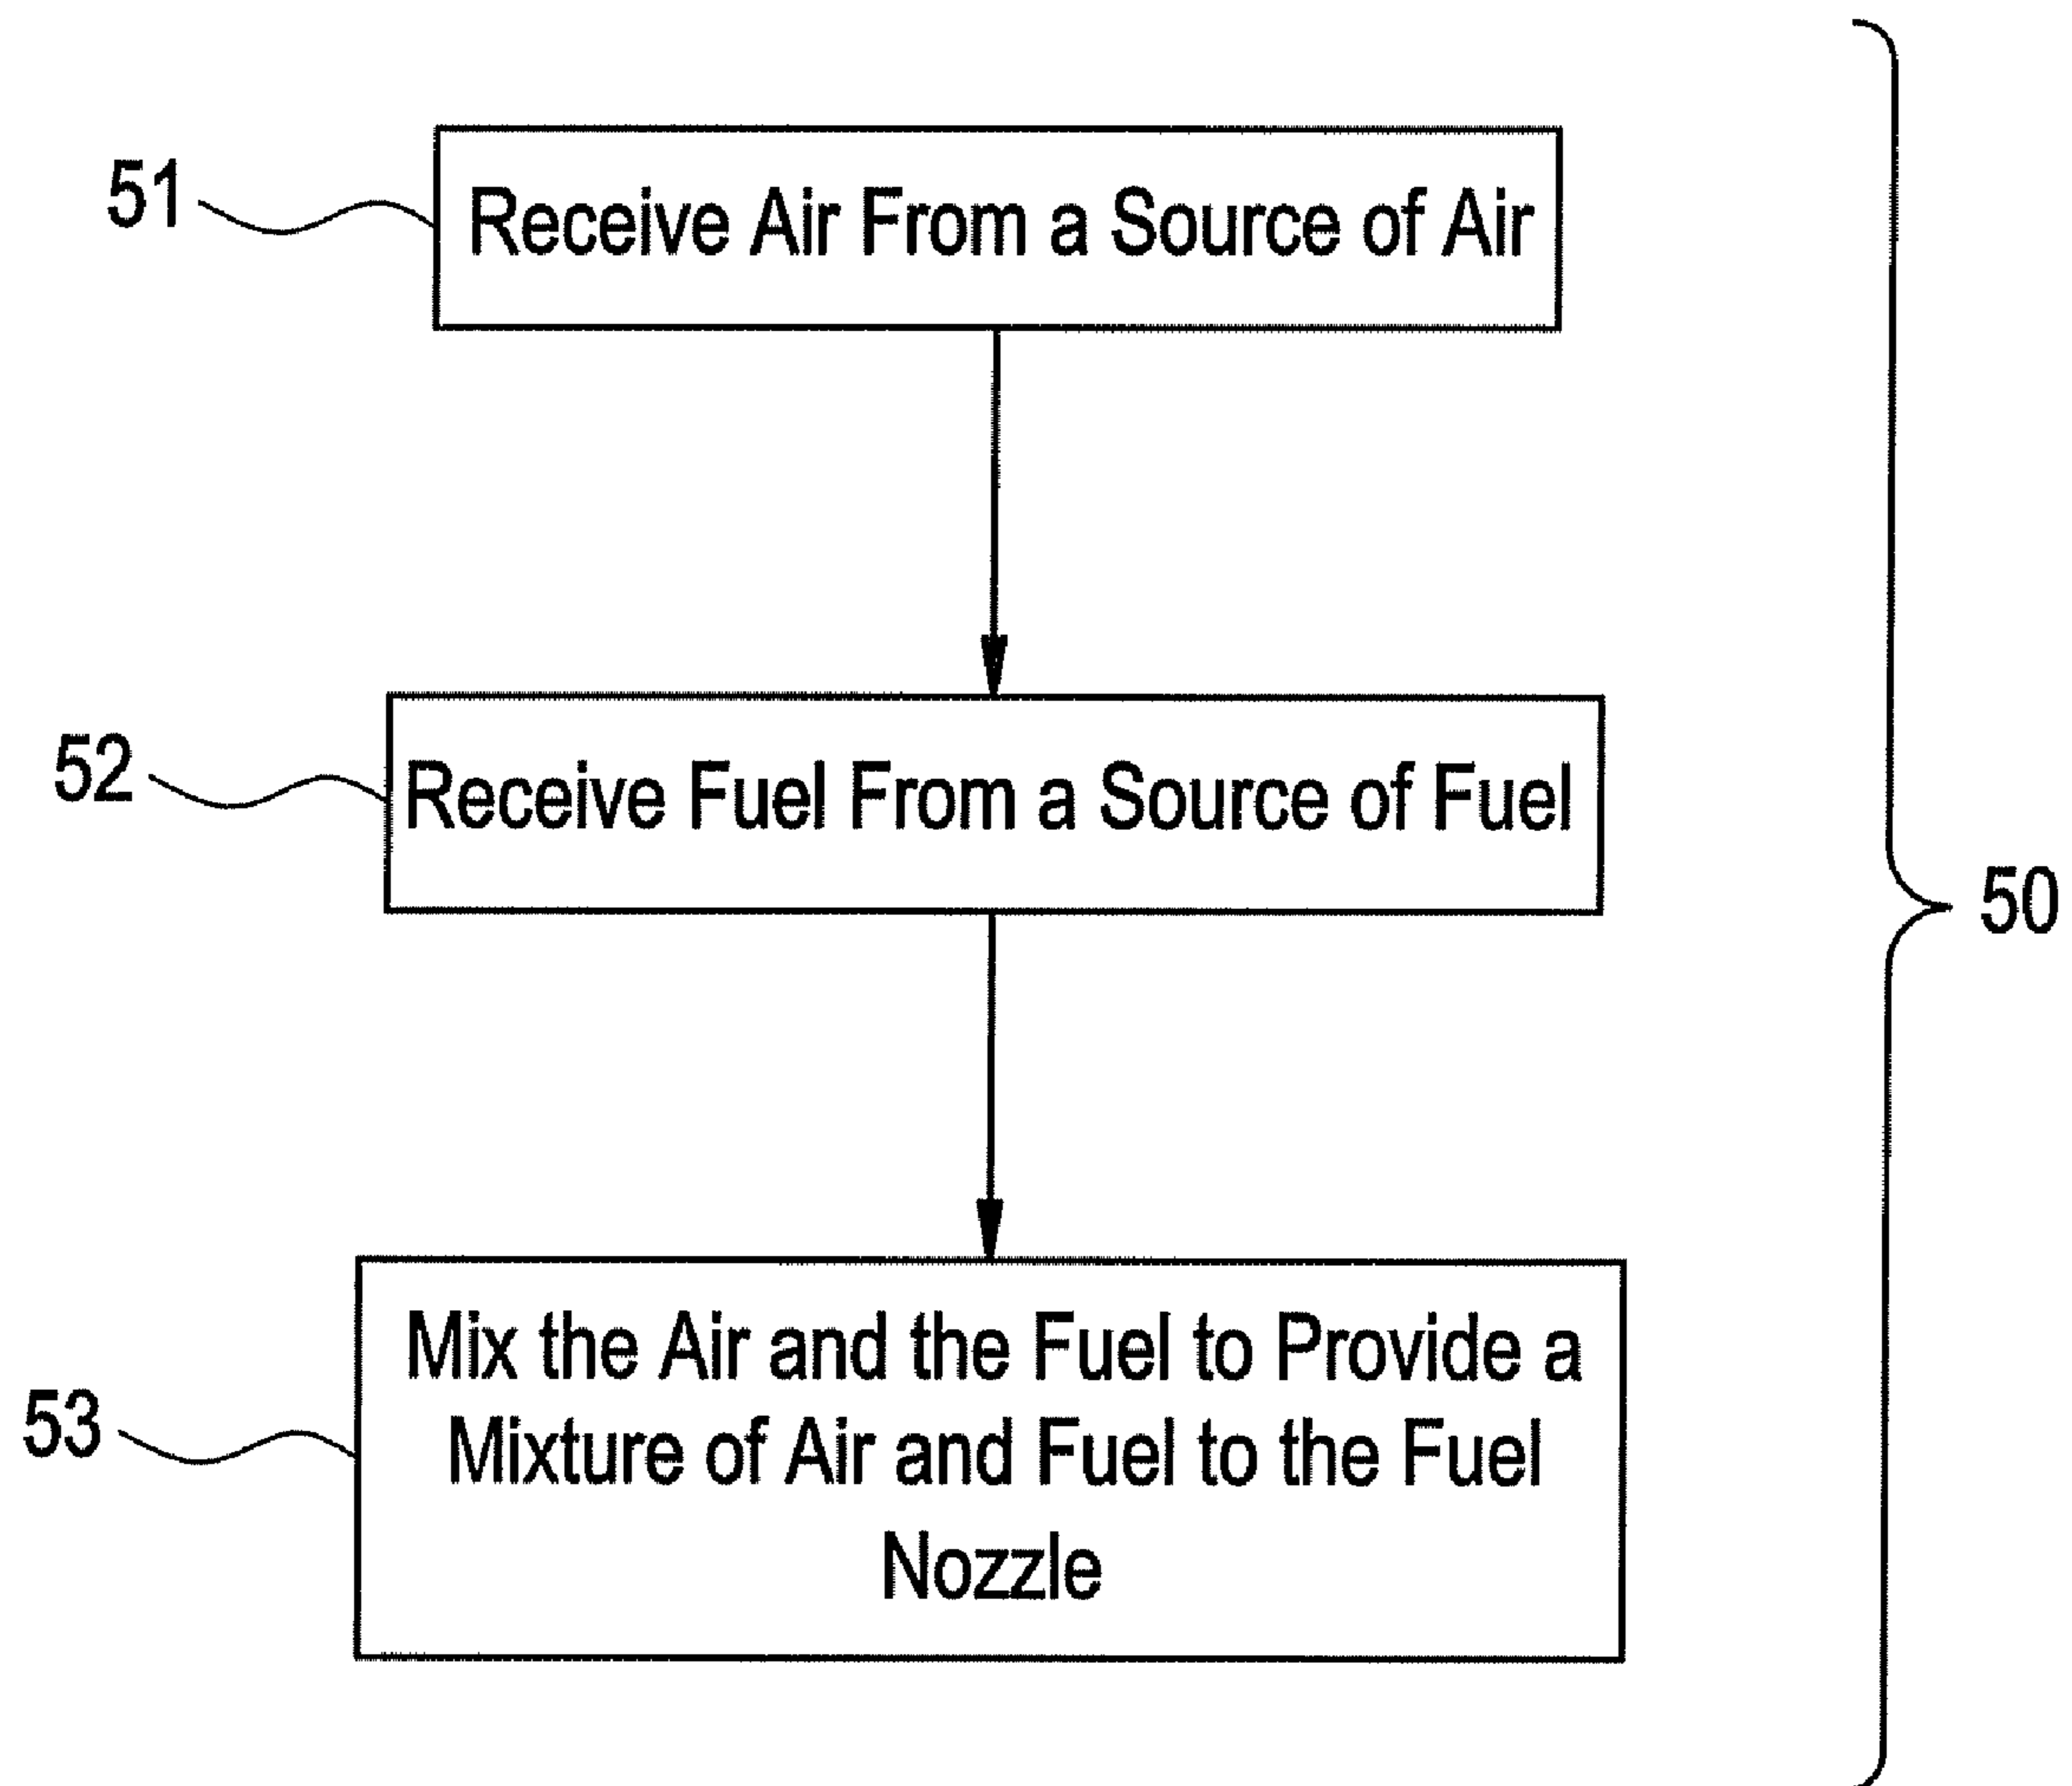 51
Receive Air From a Source of Air
52
Receive Fuel From a Source of Fuel
50
53
Mix the Air and the Fuel to Provide a
Mixture of Air and Fuel to the Fuel
Nozzle